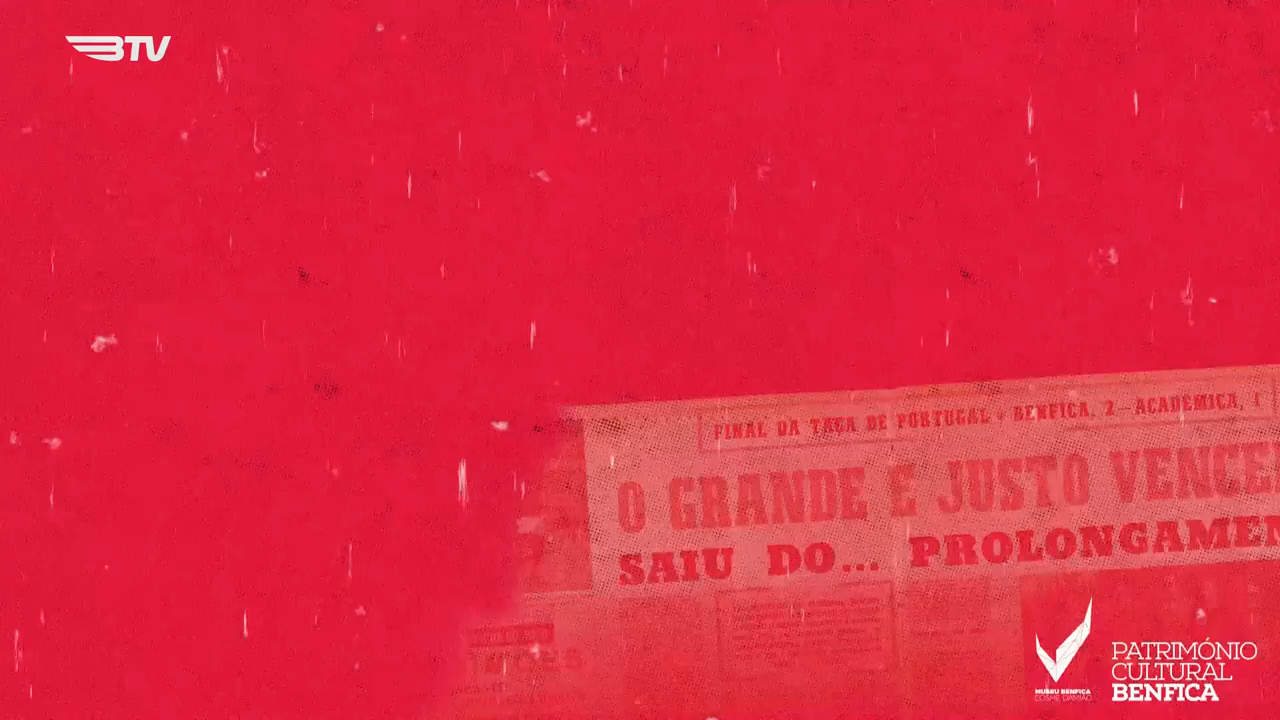 BTV
FINAL DA TAÇA DE PORTUGAL • BENFICA, 2 — ACADÉMICA, 1
O GRANDE E JUSTO VENCE
SAIU DO... PROLONGAME
MUSEU BENFICA
COSME DAMIÃO
PATRIMÓNIO
CULTURAL
BENFICA